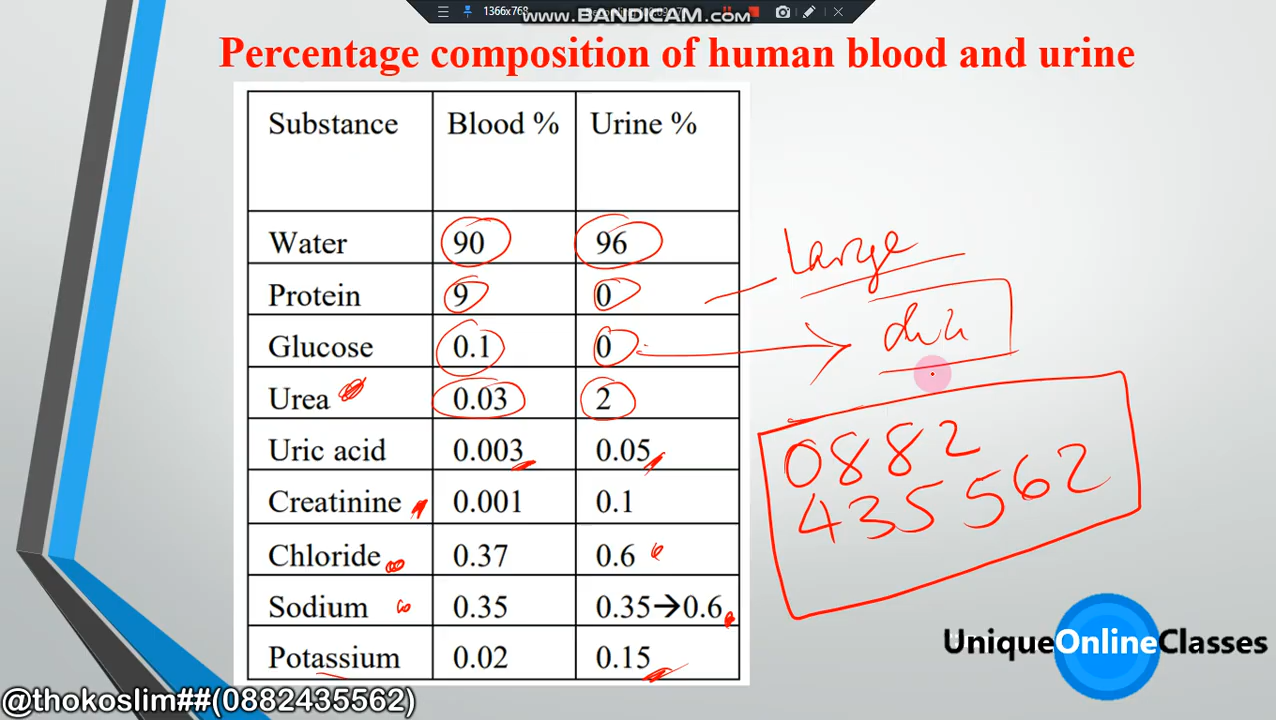 1366x768
www.BANDICAM.com
Percentage composition of human blood and urine
Substance Blood % Urine %
Water 90 96
Protein 9 0
Glucose 0.1 0
Urea 0.03 2
Uric acid 0.003 0.05
Creatinine 0.001 0.1
Chloride 0.37 0.6
Sodium 0.35 0.35→0.6
Potassium 0.02 0.15
Large
0882
435562
UniqueOnlineClasses
@thokoslim##(0882435562)